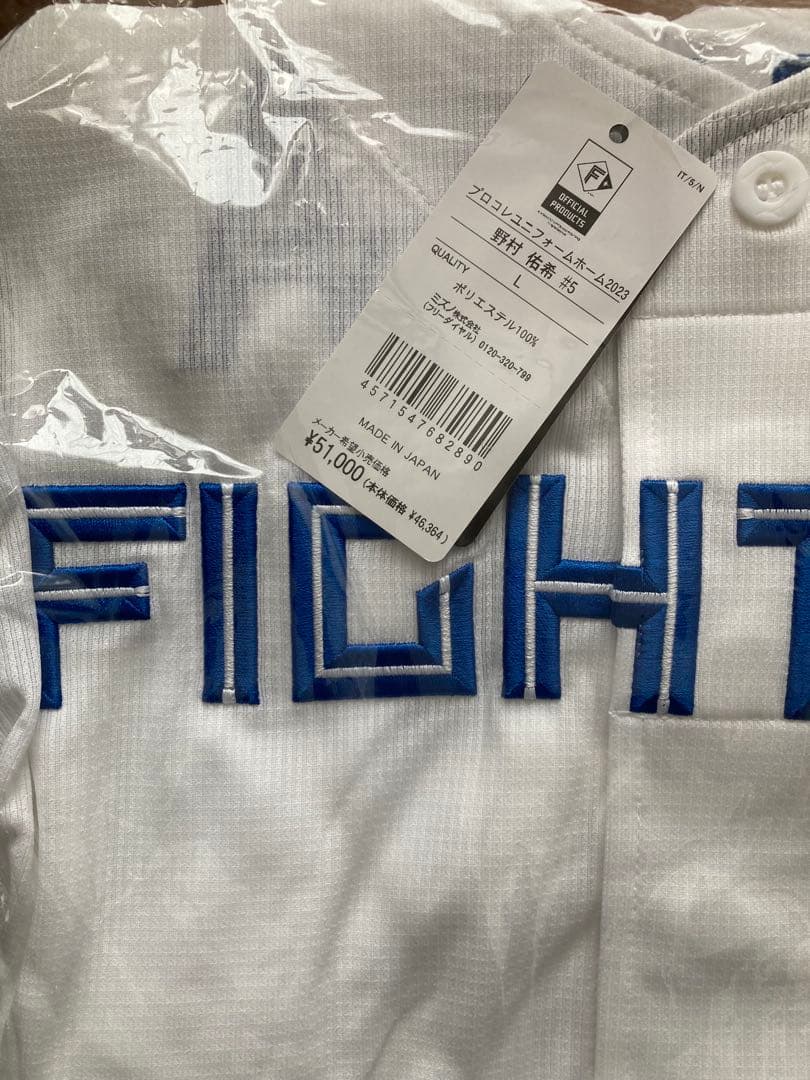 IT/5/N
F
OFFICIAL
PRODUCTS
プロコレユニフォームホーム2023
野村 佑希 #5
L
QUALITY
ポリエステル100%
ミズノ株式会社
(フリーダイヤル) 0120-320-799
4571547682890
MADE IN JAPAN
メーカー希望小売価格
¥51,000(本体価格 ¥46,364)
FIGHT